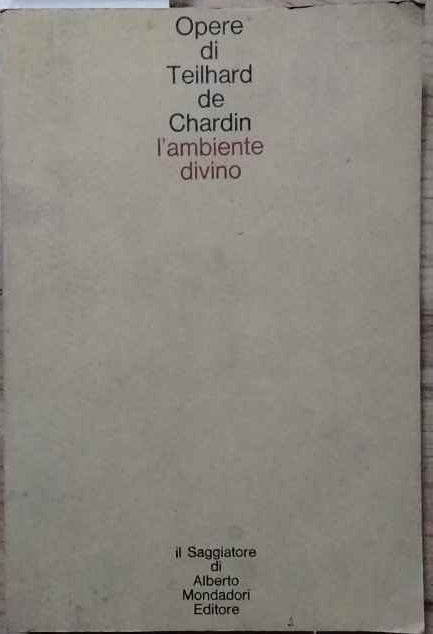 Opere
di
Teilhard
de
Chardin
l'ambiente
divino
il Saggiatore
di
Alberto
Mondadori
Editore